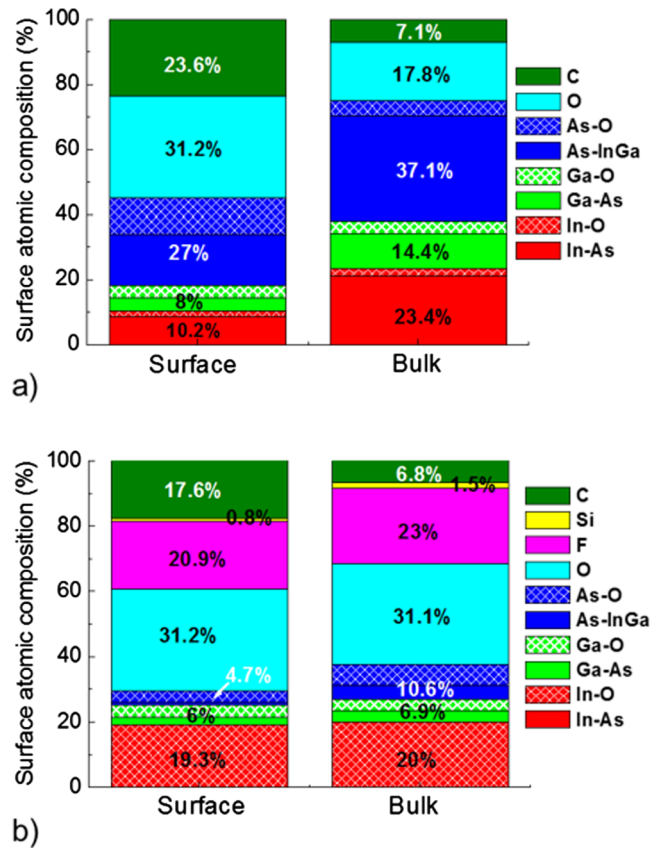 Surface atomic composition (%)
100
80
60
40
20
0
23.6%
31.2%
27%
8%
10.2%
7.1%
17.8%
37.1%
14.4%
23.4%
Surface
Bulk
C
O
As-O
As-InGa
Ga-O
Ga-As
In-O
In-As
a)
Surface atomic composition (%)
100
80
60
40
20
0
17.6%
0.8%
20.9%
31.2%
4.7%
6%
19.3%
6.8%
1.5%
23%
31.1%
10.6%
6.9%
20%
Surface
Bulk
C
Si
F
O
As-O
As-InGa
Ga-O
Ga-As
In-O
In-As
b)